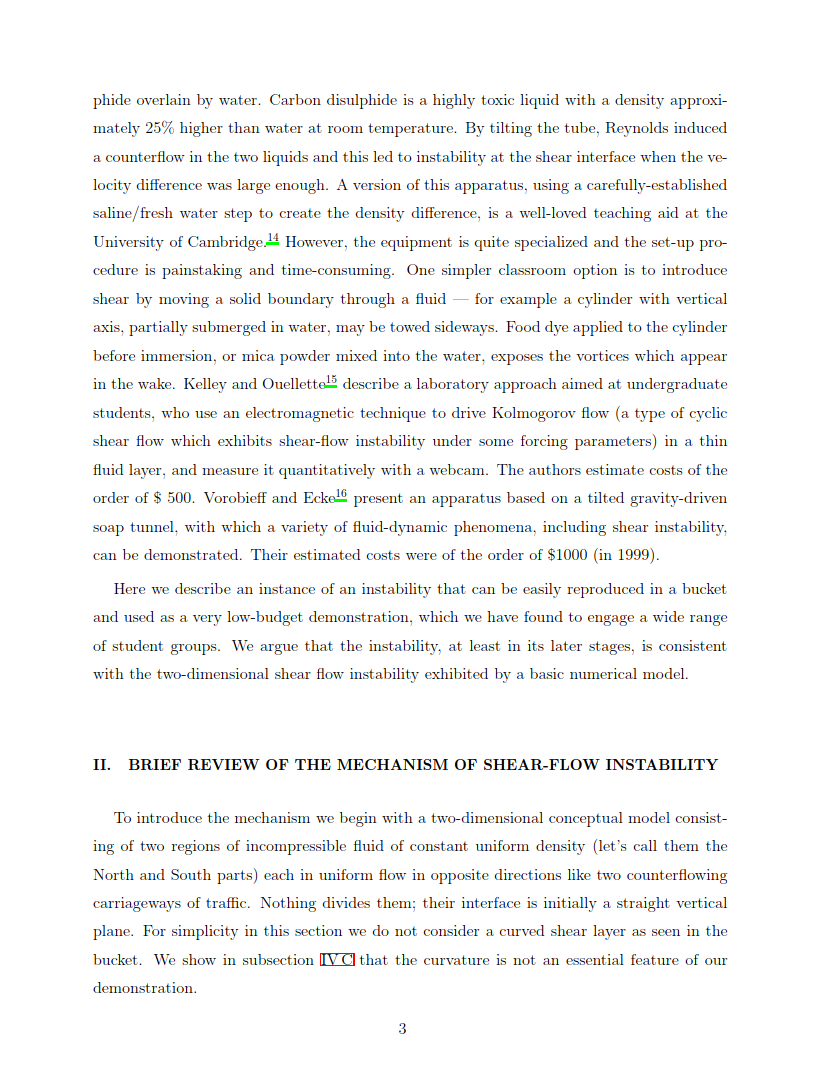 phide overlain by water. Carbon disulphide is a highly toxic liquid with a density approxi-
mately 25% higher than water at room temperature. By tilting the tube, Reynolds induced
a counterflow in the two liquids and this led to instability at the shear interface when the ve-
locity difference was large enough. A version of this apparatus, using a carefully-established
saline/fresh water step to create the density difference, is a well-loved teaching aid at the
University of Cambridge.14 However, the equipment is quite specialized and the set-up pro-
cedure is painstaking and time-consuming. One simpler classroom option is to introduce
shear by moving a solid boundary through a fluid — for example a cylinder with vertical
axis, partially submerged in water, may be towed sideways. Food dye applied to the cylinder
before immersion, or mica powder mixed into the water, exposes the vortices which appear
in the wake. Kelley and Ouellette15 describe a laboratory approach aimed at undergraduate
students, who use an electromagnetic technique to drive Kolmogorov flow (a type of cyclic
shear flow which exhibits shear-flow instability under some forcing parameters) in a thin
fluid layer, and measure it quantitatively with a webcam. The authors estimate costs of the
order of $ 500. Vorobieff and Ecke16 present an apparatus based on a tilted gravity-driven
soap tunnel, with which a variety of fluid-dynamic phenomena, including shear instability,
can be demonstrated. Their estimated costs were of the order of $1000 (in 1999).
Here we describe an instance of an instability that can be easily reproduced in a bucket
and used as a very low-budget demonstration, which we have found to engage a wide range
of student groups. We argue that the instability, at least in its later stages, is consistent
with the two-dimensional shear flow instability exhibited by a basic numerical model.
II. BRIEF REVIEW OF THE MECHANISM OF SHEAR-FLOW INSTABILITY
To introduce the mechanism we begin with a two-dimensional conceptual model consist-
ing of two regions of incompressible fluid of constant uniform density (let's call them the
North and South parts) each in uniform flow in opposite directions like two counterflowing
carriageways of traffic. Nothing divides them; their interface is initially a straight vertical
plane. For simplicity in this section we do not consider a curved shear layer as seen in the
bucket. We show in subsection IV C that the curvature is not an essential feature of our
demonstration.
3